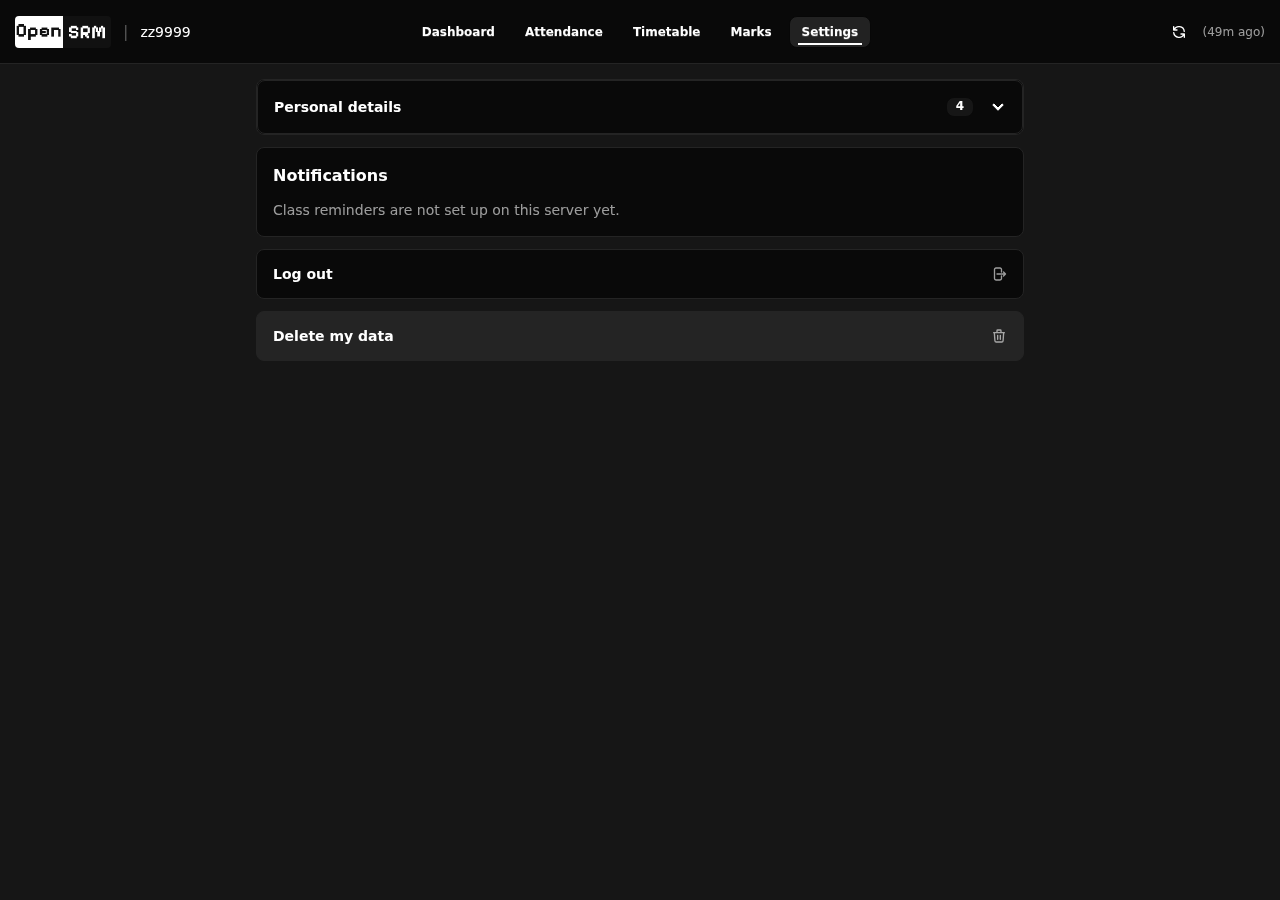 Open SRM | zz9999
Dashboard Attendance Timetable Marks Settings
(49m ago)
Personal details 4
Notifications
Class reminders are not set up on this server yet.
Log out
Delete my data